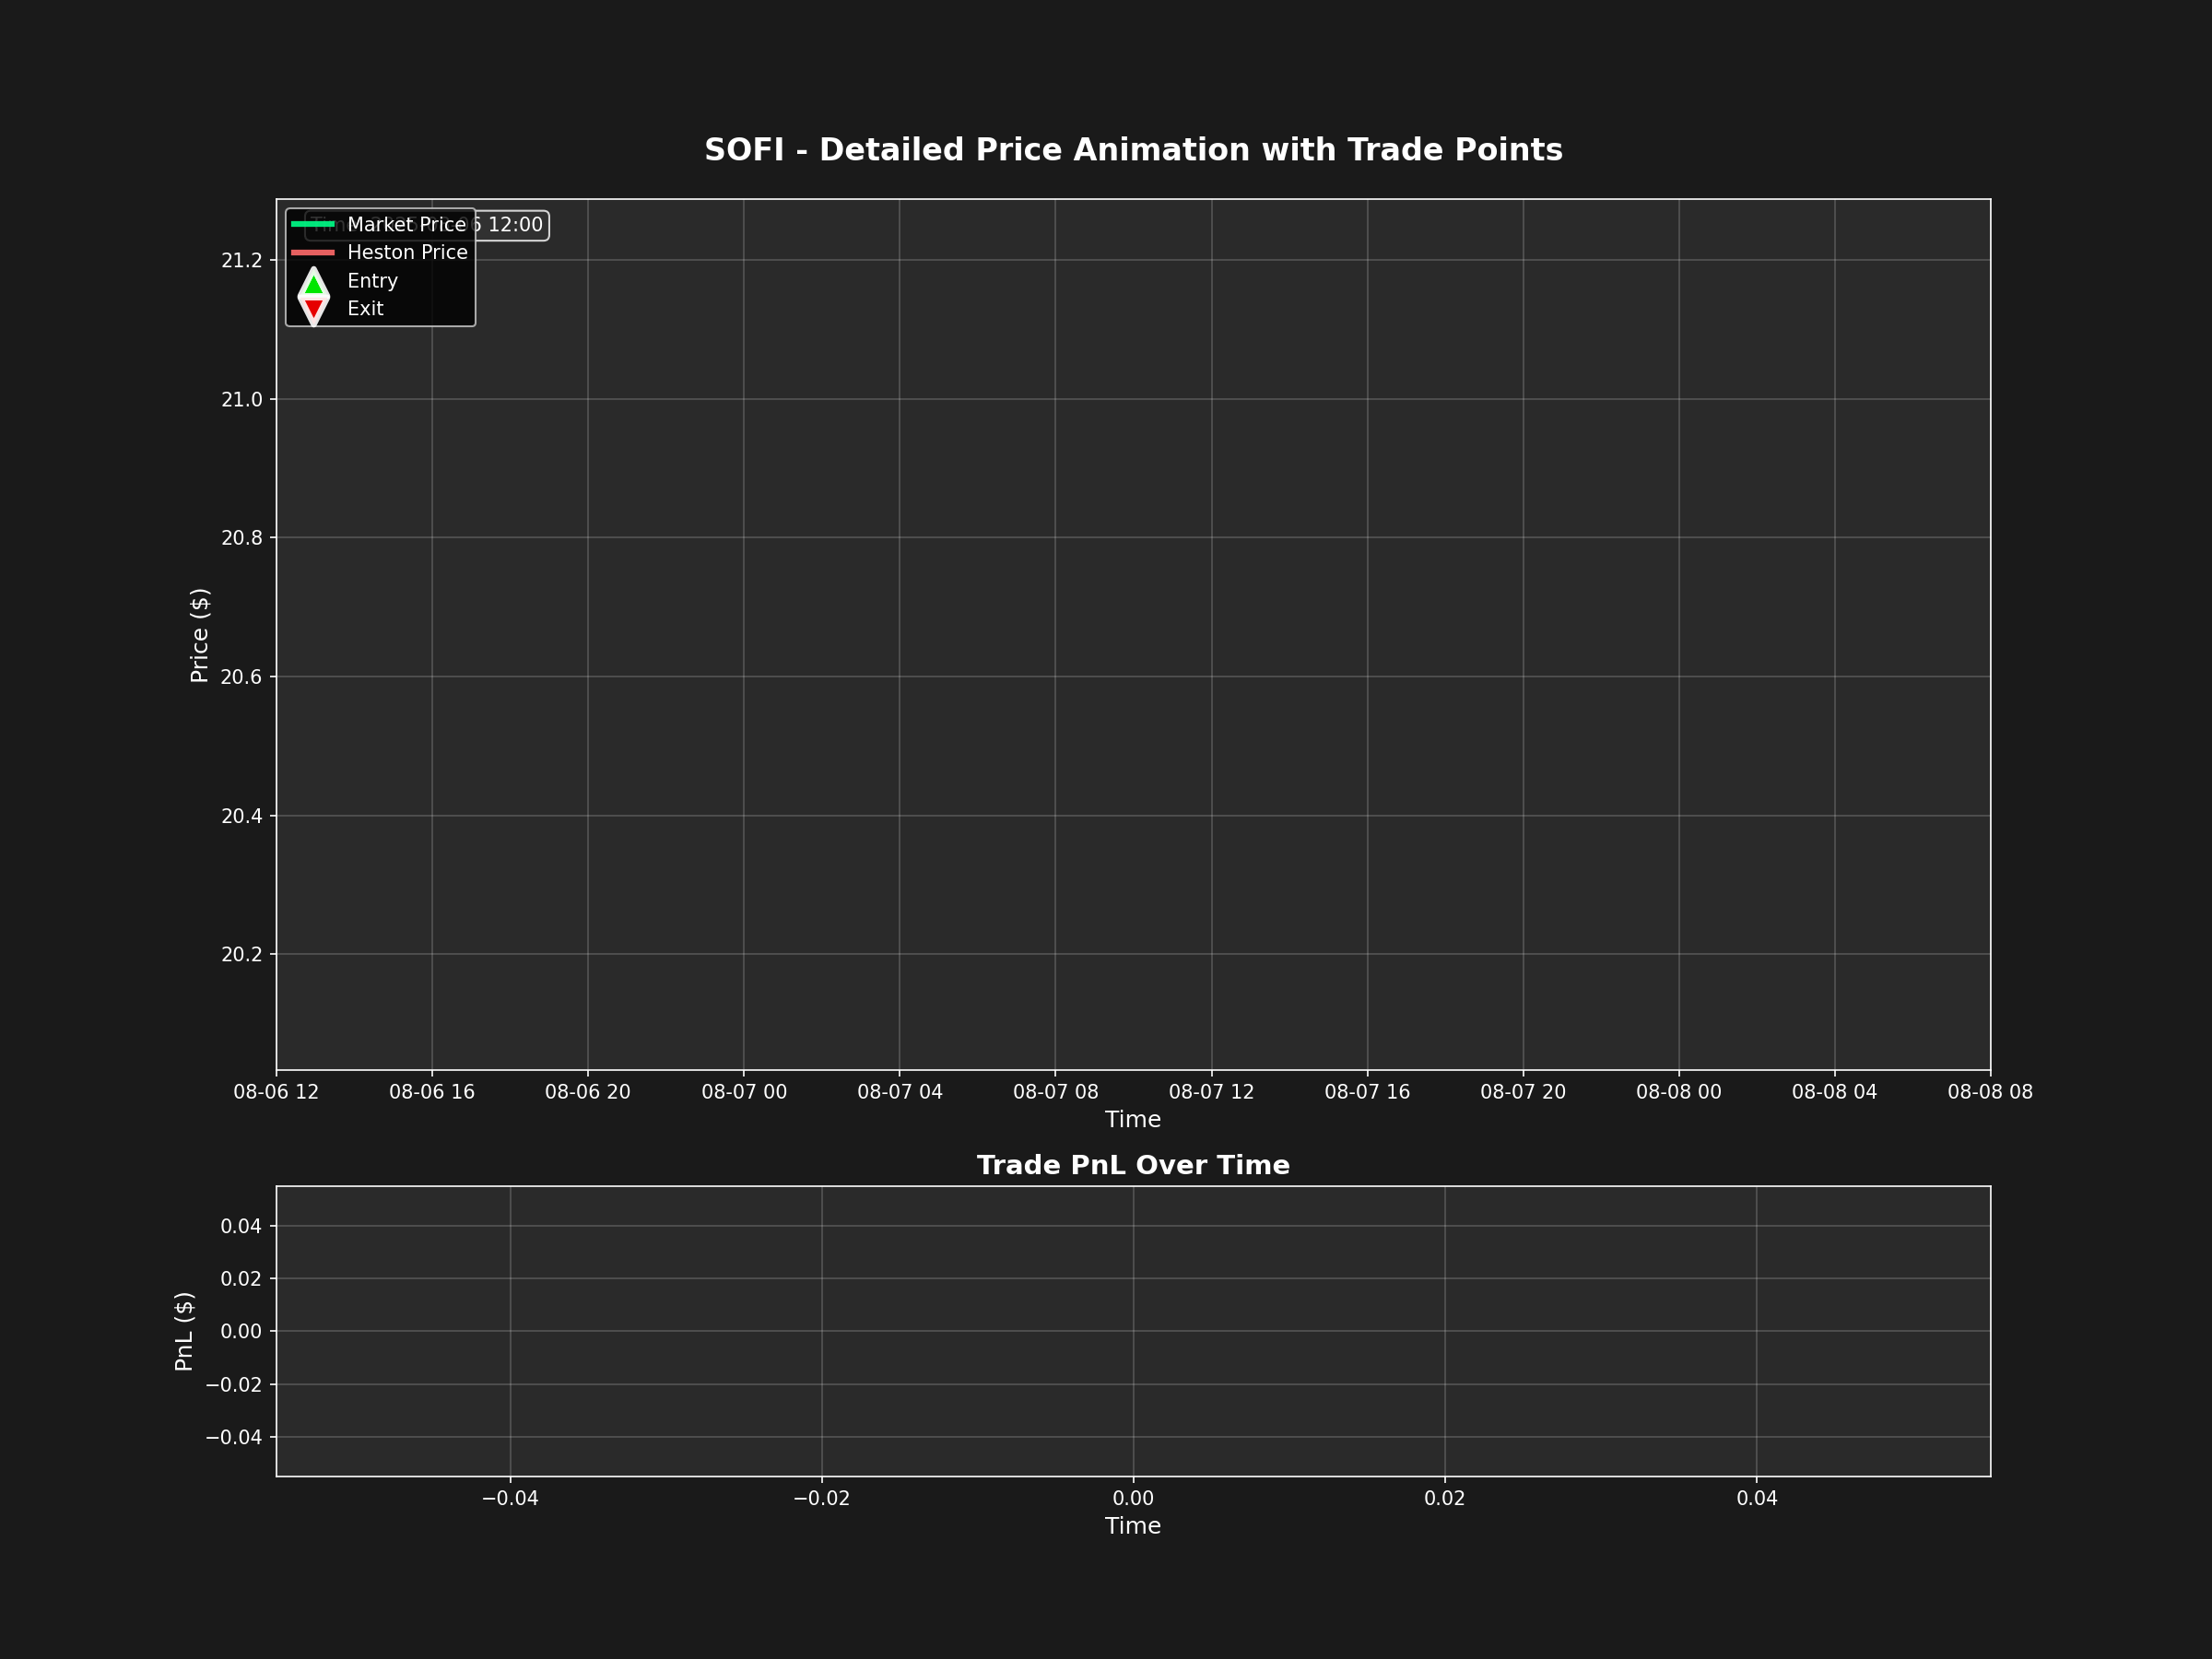 SOFI - Detailed Price Animation with Trade Points
Market Price
6 12:00
Heston Price
Entry
Exit
21.2
21.0
20.8
20.6
20.4
20.2
Price ($)
08-06 12 08-06 16 08-06 20 08-07 00 08-07 04 08-07 08 08-07 12 08-07 16 08-07 20 08-08 00 08-08 04 08-08 08
Time
Trade PnL Over Time
0.04
0.02
0.00
−0.02
−0.04
PnL ($)
−0.04 −0.02 0.00 0.02 0.04
Time